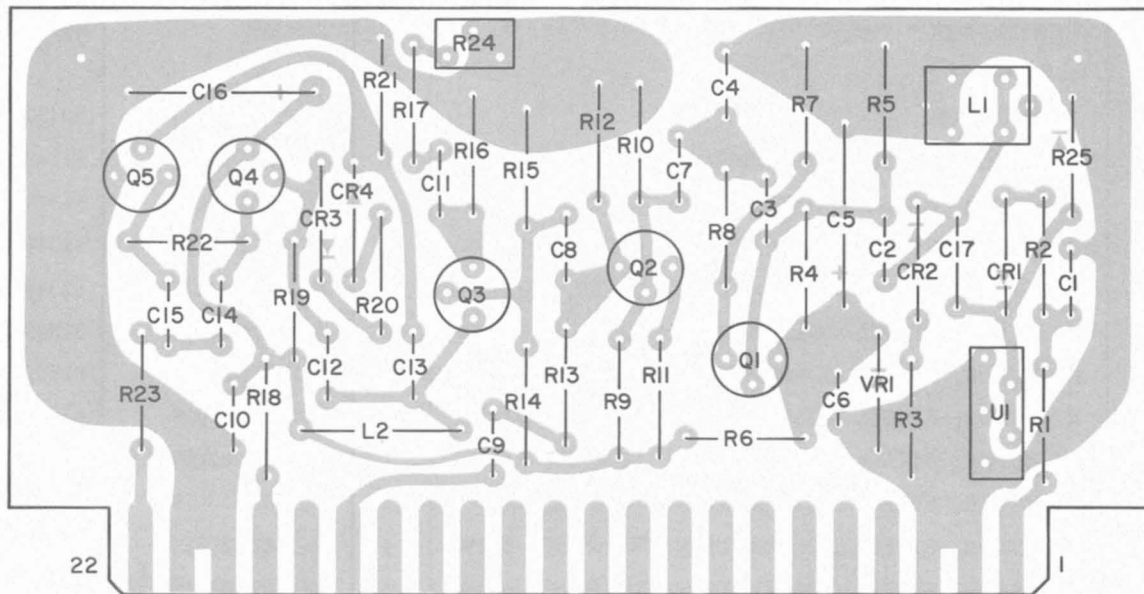 R24
R21
R17
C16
+
C4
R7
R5
L1
R12
R10
R16
R15
C7
R25
Q5
Q4
CR4
C11
CR3
R8
C3
R4
C5
C2
CR2
C17
CR1
R2
C1
R22
C8
Q2
+
R19
R20
Q3
C15
C14
Q1
C12
C13
R13
R14
R9
R11
C6
VR1
R3
U1
R1
R23
C10
R18
L2
C9
R6
22
1